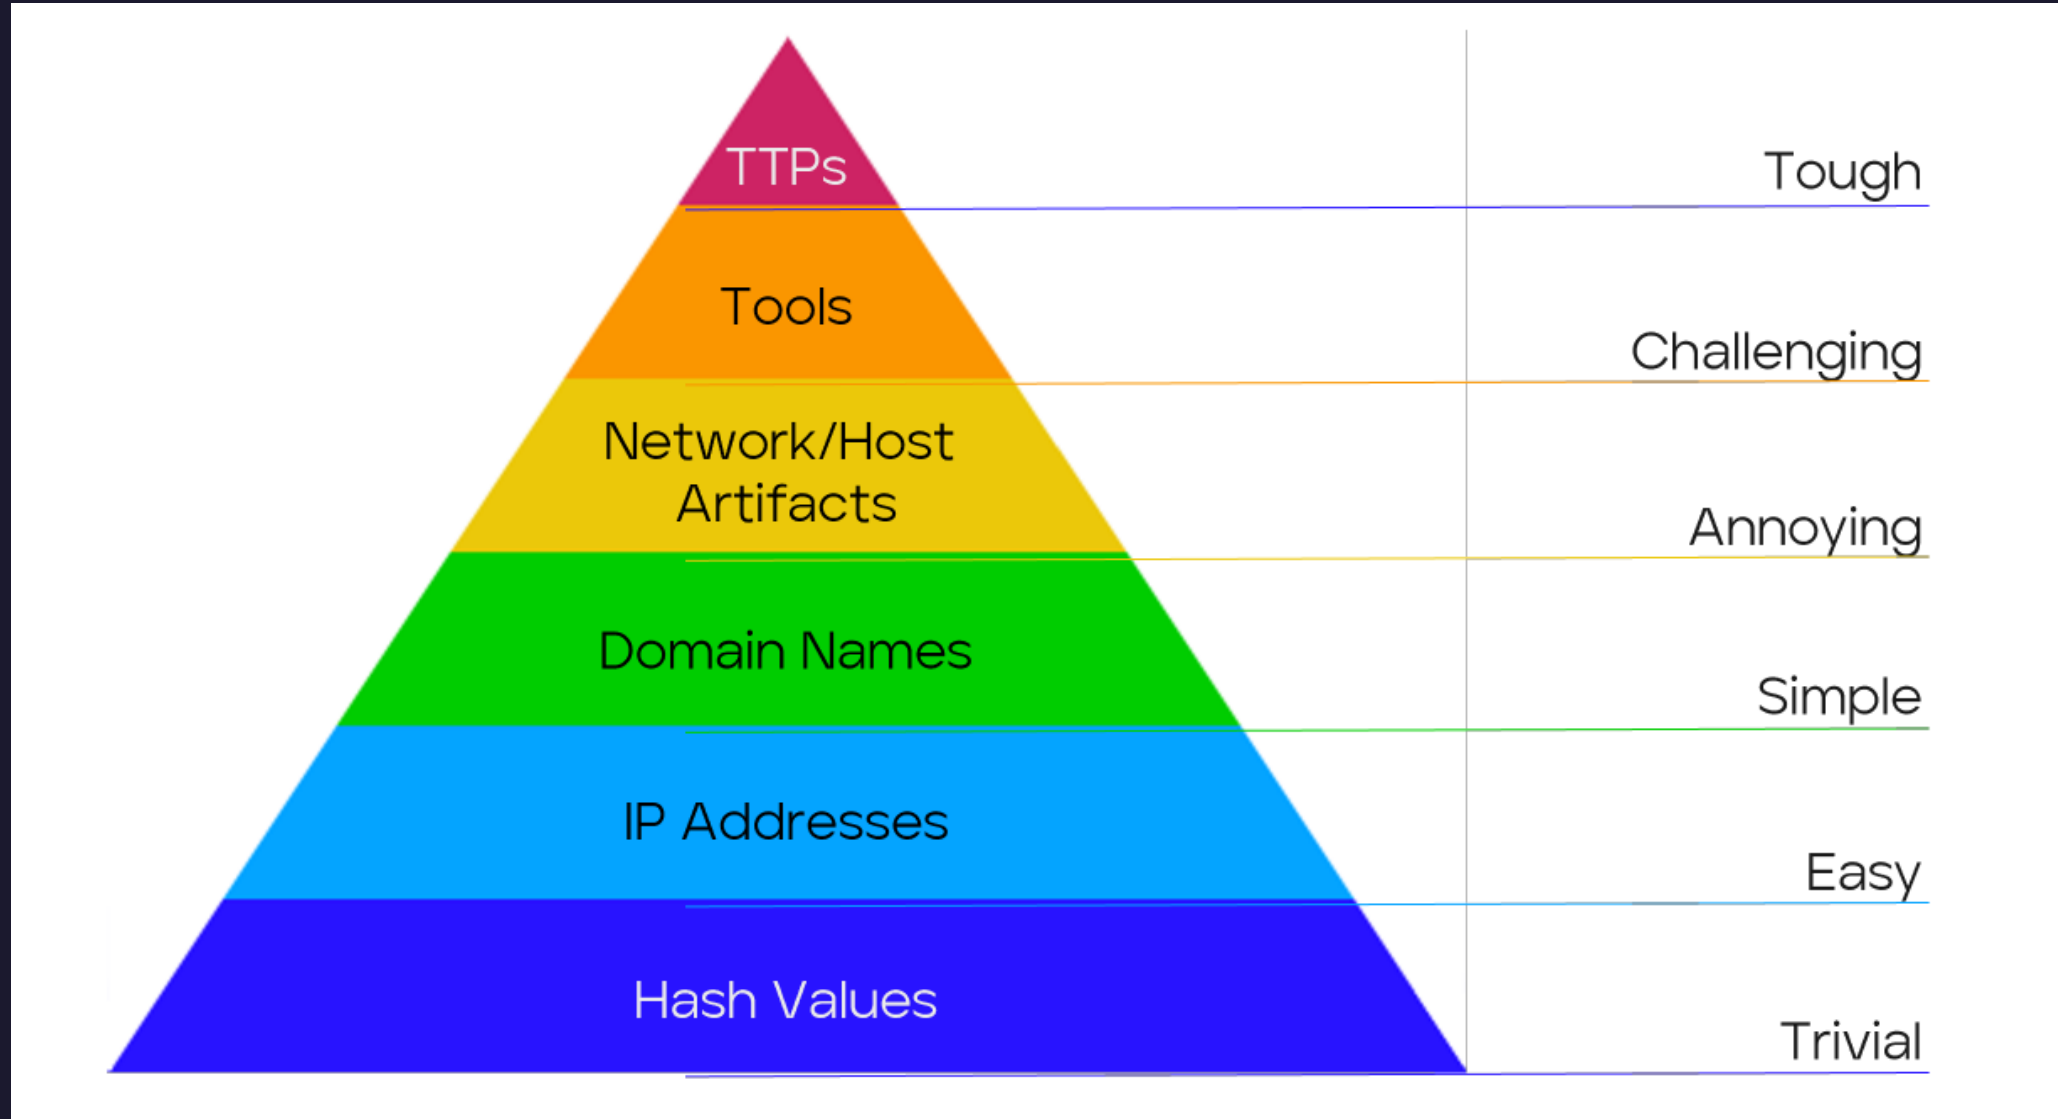 TTPs
Tough
Tools
Challenging
Network/Host
Artifacts
Annoying
Domain Names
Simple
IP Addresses
Easy
Hash Values
Trivial